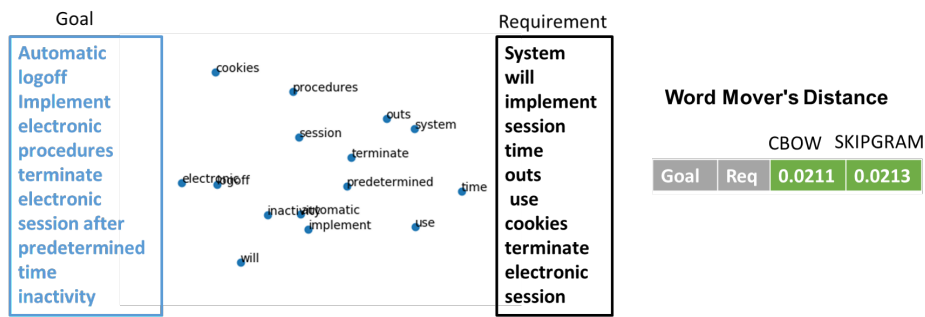 Goal
Automatic
logoff
Implement
electronic
procedures
terminate
electronic
session after
predetermined
time
inactivity
cookies
procedures
outs
system
session
terminate
electronic
logoff
predetermined
time
inactivity
automatic
implement
use
will
Requirement
System
will
implement
session
time
outs
use
cookies
terminate
electronic
session
Word Mover's Distance
CBOW SKIPGRAM
Goal Req 0.0211 0.0213